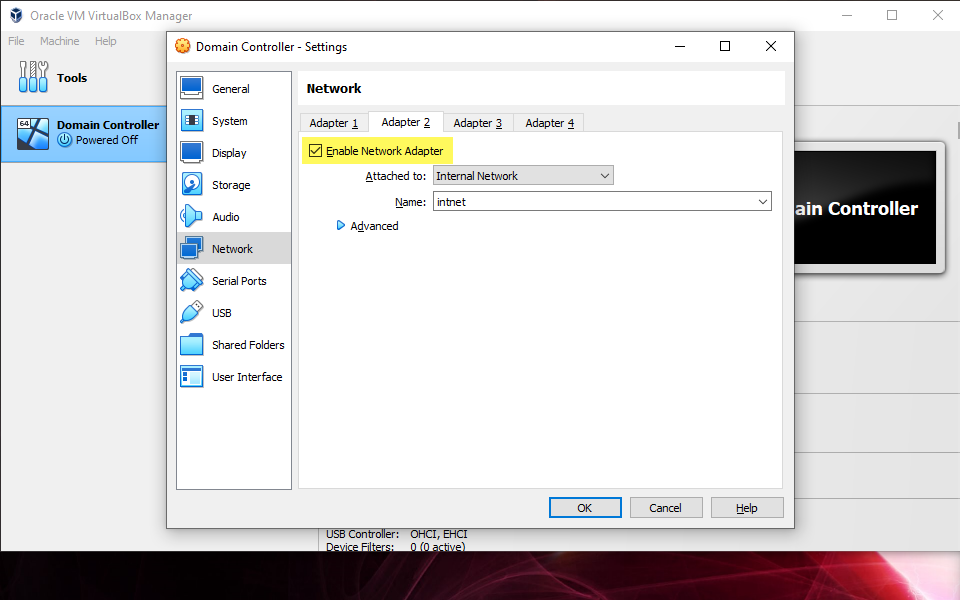 Oracle VM VirtualBox Manager
File Machine Help
Tools
64
Domain Controller
Powered Off
Domain Controller - Settings
General
System
Display
Storage
Audio
Network
Serial Ports
USB
Shared Folders
User Interface
Network
Adapter 1 Adapter 2 Adapter 3 Adapter 4
Enable Network Adapter
Attached to: Internal Network
Name: intnet
Advanced
OK Cancel Help
ain Controller
USB Controller: OHCI, EHCI
Device Filters: 0 (0 active)